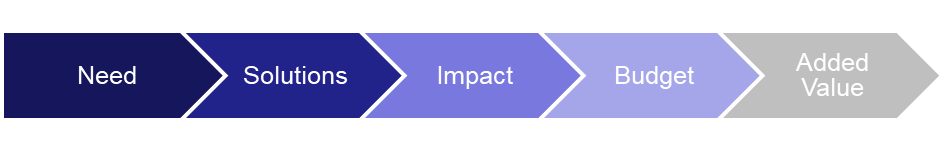 Need
Solutions
Impact
Budget
Added
Value